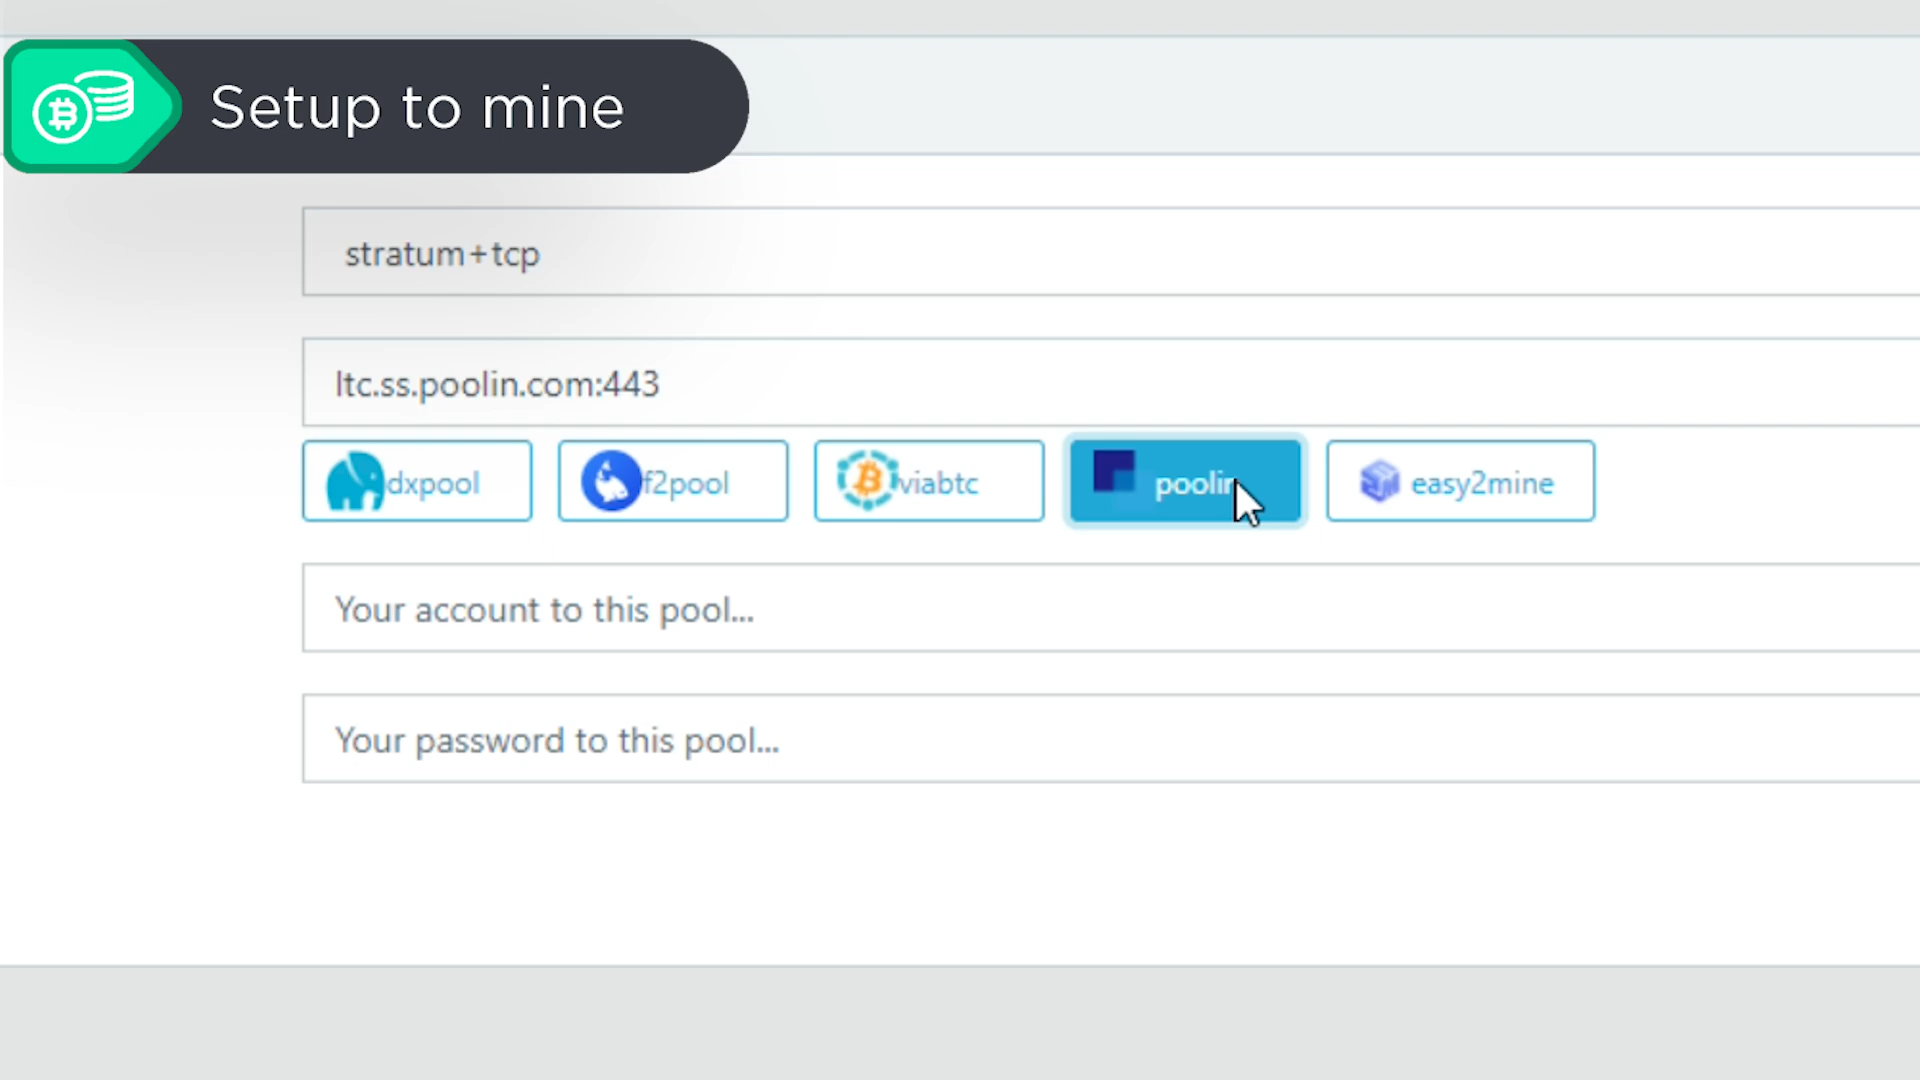 Setup to mine
stratum+tcp
ltc.ss.poolin.com:443
dxpool f2pool viabtc poolin easy2mine
Your account to this pool...
Your password to this pool...